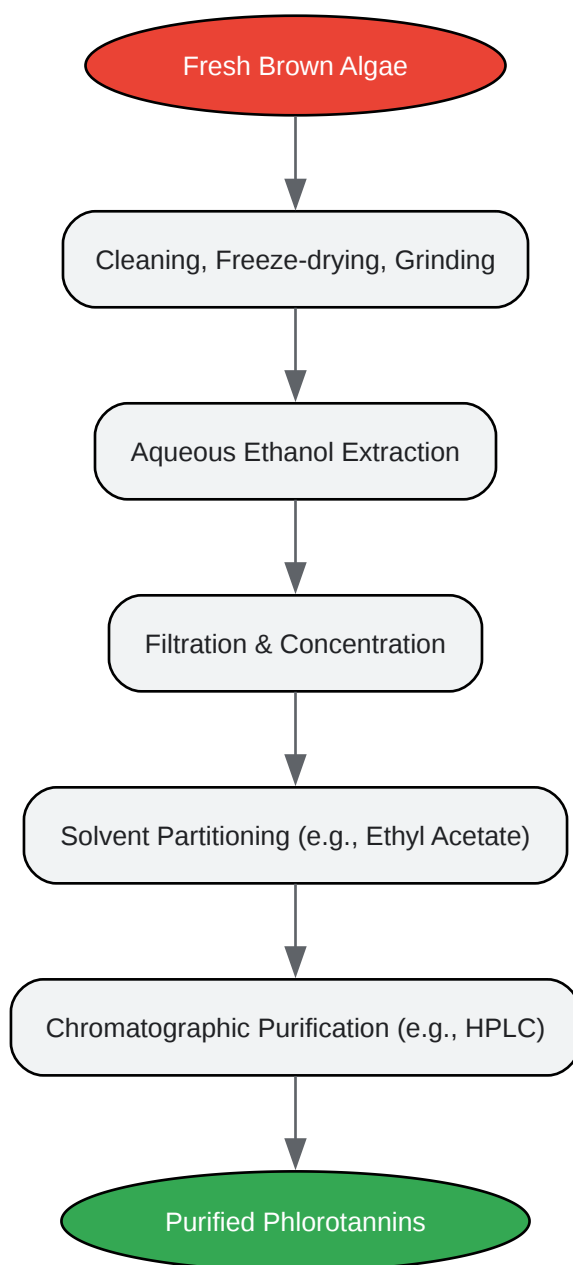 Fresh Brown Algae
Cleaning, Freeze-drying, Grinding
Aqueous Ethanol Extraction
Filtration & Concentration
Solvent Partitioning (e.g., Ethyl Acetate)
Chromatographic Purification (e.g., HPLC)
Purified Phlorotannins